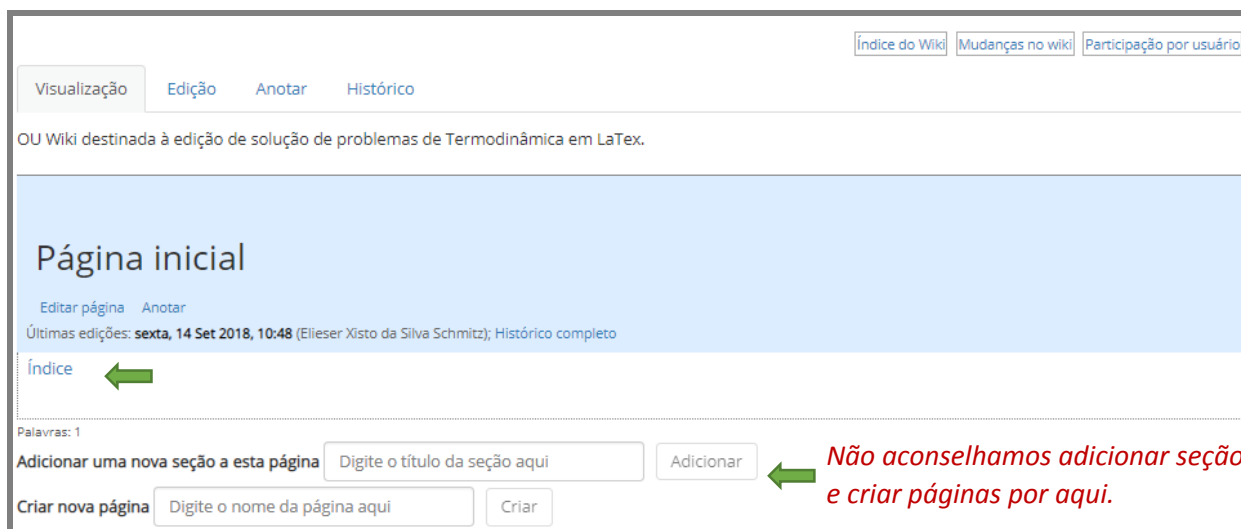 Índice do Wiki Mudanças no wiki Participação por usuário
Visualização Edição Anotar Histórico
OU Wiki destinada à edição de solução de problemas de Termodinâmica em LaTex.
Página inicial
Editar página Anotar
Últimas edições: sexta, 14 Set 2018, 10:48 (Elieser Xisto da Silva Schmitz); Histórico completo
Índice
Palavras: 1
Adicionar uma nova seção a esta página Digite o título da seção aqui Adicionar
Não aconselhamos adicionar seção
e criar páginas por aqui.
Criar nova página Digite o nome da página aqui Criar